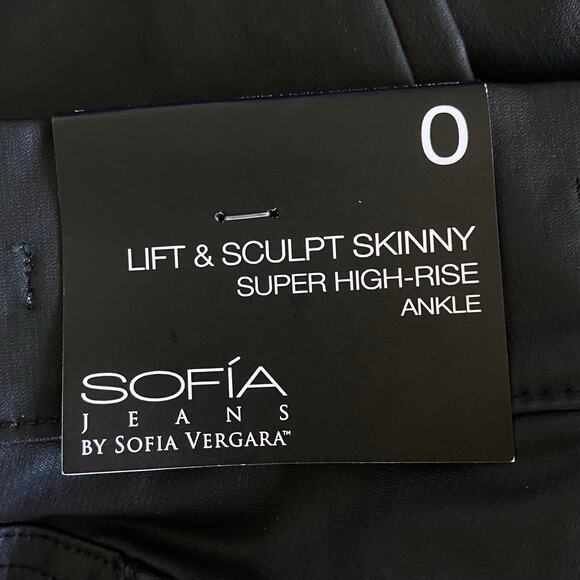 0
LIFT & SCULPT SKINNY
SUPER HIGH-RISE
ANKLE
SOFÍA
JEANS
BY SOFIA VERGARA™